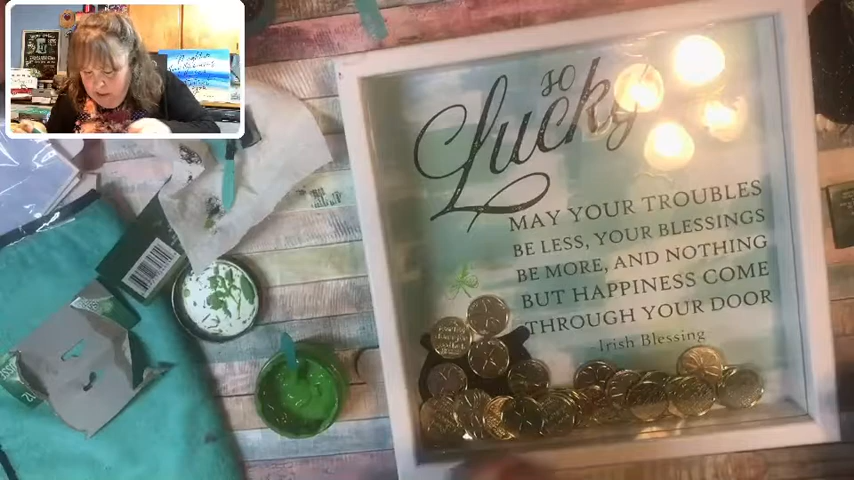 so
Lucky
MAY YOUR TROUBLES
BE LESS, YOUR BLESSINGS
BE MORE, AND NOTHING
BUT HAPPINESS COME
THROUGH YOUR DOOR
Irish Blessing